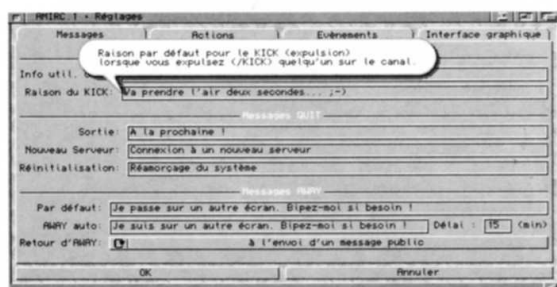 AMIRC 1 · Réglages
Messages Actions Evènements Interface graphique
Raison par défaut pour le KICK (expulsion)
lorsque vous expulsez (/KICK) quelqu'un sur le canal.
Info util.
Raison du KICK: Va prendre l'air deux secondes... ;-)
Messages QUIT
Sortie: A la prochaine !
Nouveau Serveur: Connexion à un nouveau serveur
Réinitialisation: Réamorçage du système
Messages AWAY
Par défaut: Je passe sur un autre écran. Bipez-moi si besoin !
AWAY auto: Je suis sur un autre écran. Bipez-moi si besoin ! Délai : 15 (min)
Retour d'AWAY: à l'envoi d'un message public
OK Annuler